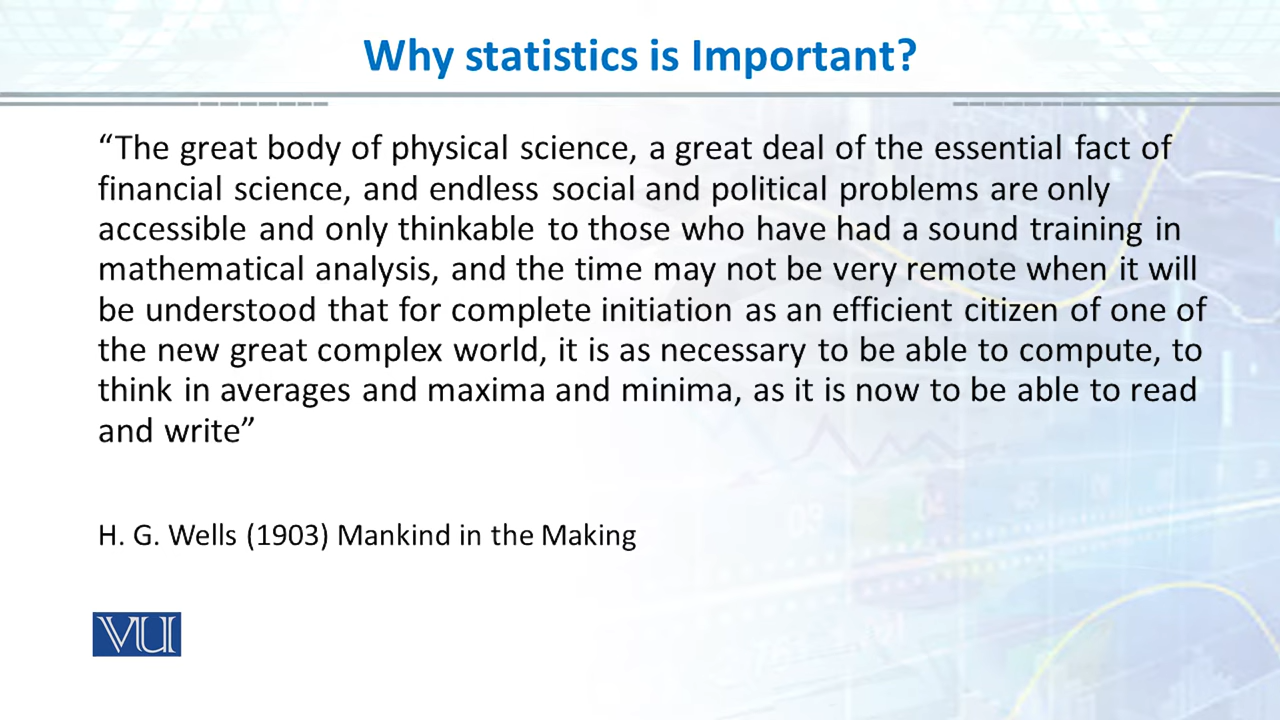 Why statistics is Important?
“The great body of physical science, a great deal of the essential fact of
financial science, and endless social and political problems are only
accessible and only thinkable to those who have had a sound training in
mathematical analysis, and the time may not be very remote when it will
be understood that for complete initiation as an efficient citizen of one of
the new great complex world, it is as necessary to be able to compute, to
think in averages and maxima and minima, as it is now to be able to read
and write”
H. G. Wells (1903) Mankind in the Making
VU